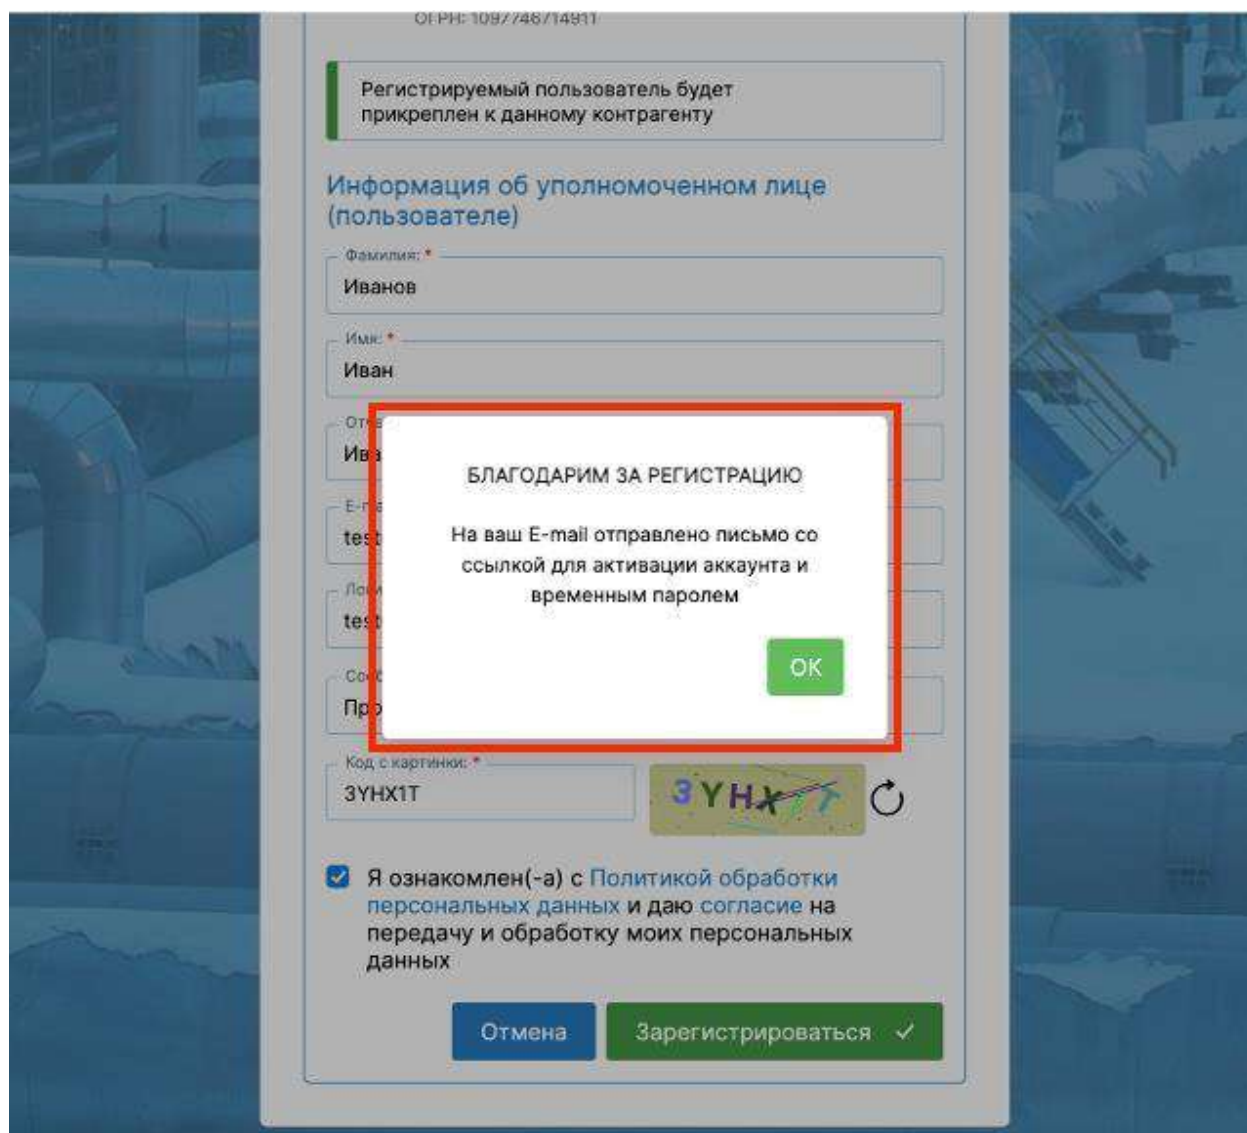 ОГРН: 1097746714911
Регистрируемый пользователь будет
прикреплен к данному контрагенту
Информация об уполномоченном лице
(пользователе)
Фамилия: *
Иванов
Имя: *
Иван
БЛАГОДАРИМ ЗА РЕГИСТРАЦИЮ
На ваш E-mail отправлено письмо со
ссылкой для активации аккаунта и
временным паролем
OK
Код с картинки: *
3YHX1T
3YHX1T
Я ознакомлен(-а) с Политикой обработки
персональных данных и даю согласие на
передачу и обработку моих персональных
данных
Отмена
Зарегистрироваться